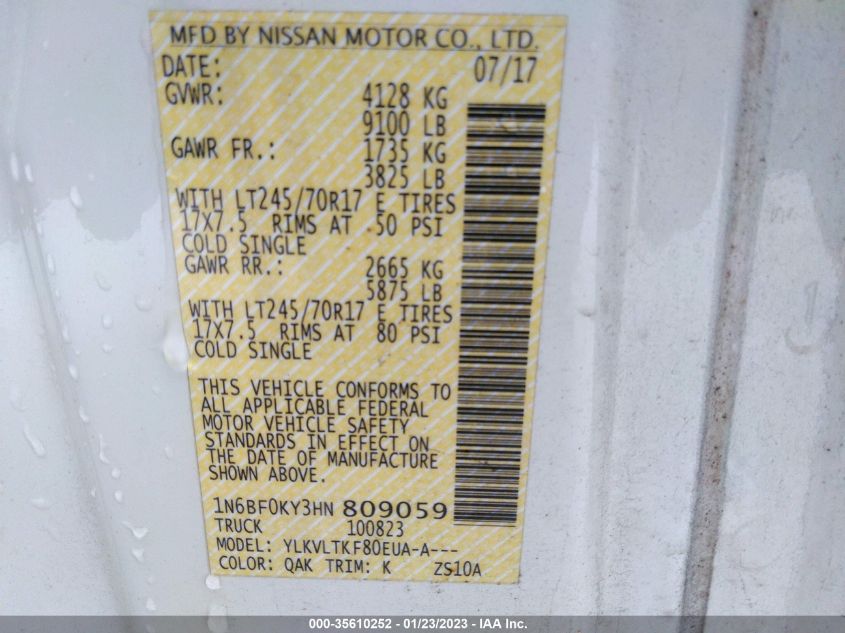 MFD BY NISSAN MOTOR CO., LTD.
DATE: 07/17
GVWR: 4128 KG
9100 LB
GAWR FR.: 1735 KG
3825 LB
WITH LT245/70R17 E TIRES
17X7.5 RIMS AT 50 PSI
COLD SINGLE
GAWR RR.: 2665 KG
5875 LB
WITH LT245/70R17 E TIRES
17X7.5 RIMS AT 80 PSI
COLD SINGLE
THIS VEHICLE CONFORMS TO
ALL APPLICABLE FEDERAL
MOTOR VEHICLE SAFETY
STANDARDS IN EFFECT ON
THE DATE OF MANUFACTURE
SHOWN ABOVE.
1N6BF0KY3HN 809059
TRUCK 100823
MODEL: YLKVLTKF80EUA-A---
COLOR: QAK TRIM: K ZS10A
000-35610252 - 01/23/2023 - IAA Inc.